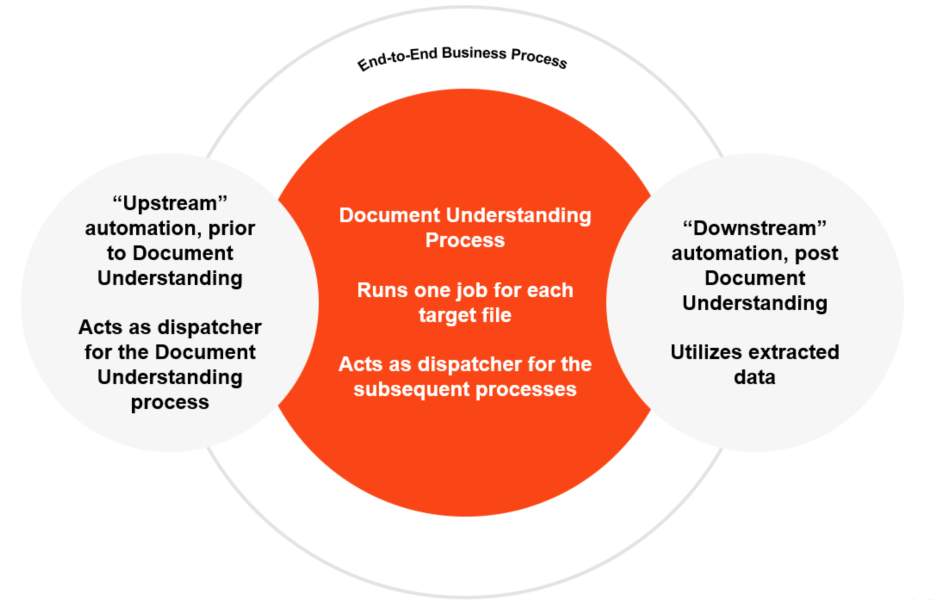 End-to-End Business Process
“Upstream”
automation, prior
to Document
Understanding
Acts as dispatcher
for the Document
Understanding
process
Document Understanding
Process
Runs one job for each
target file
Acts as dispatcher for the
subsequent processes
“Downstream”
automation, post
Document
Understanding
Utilizes extracted
data